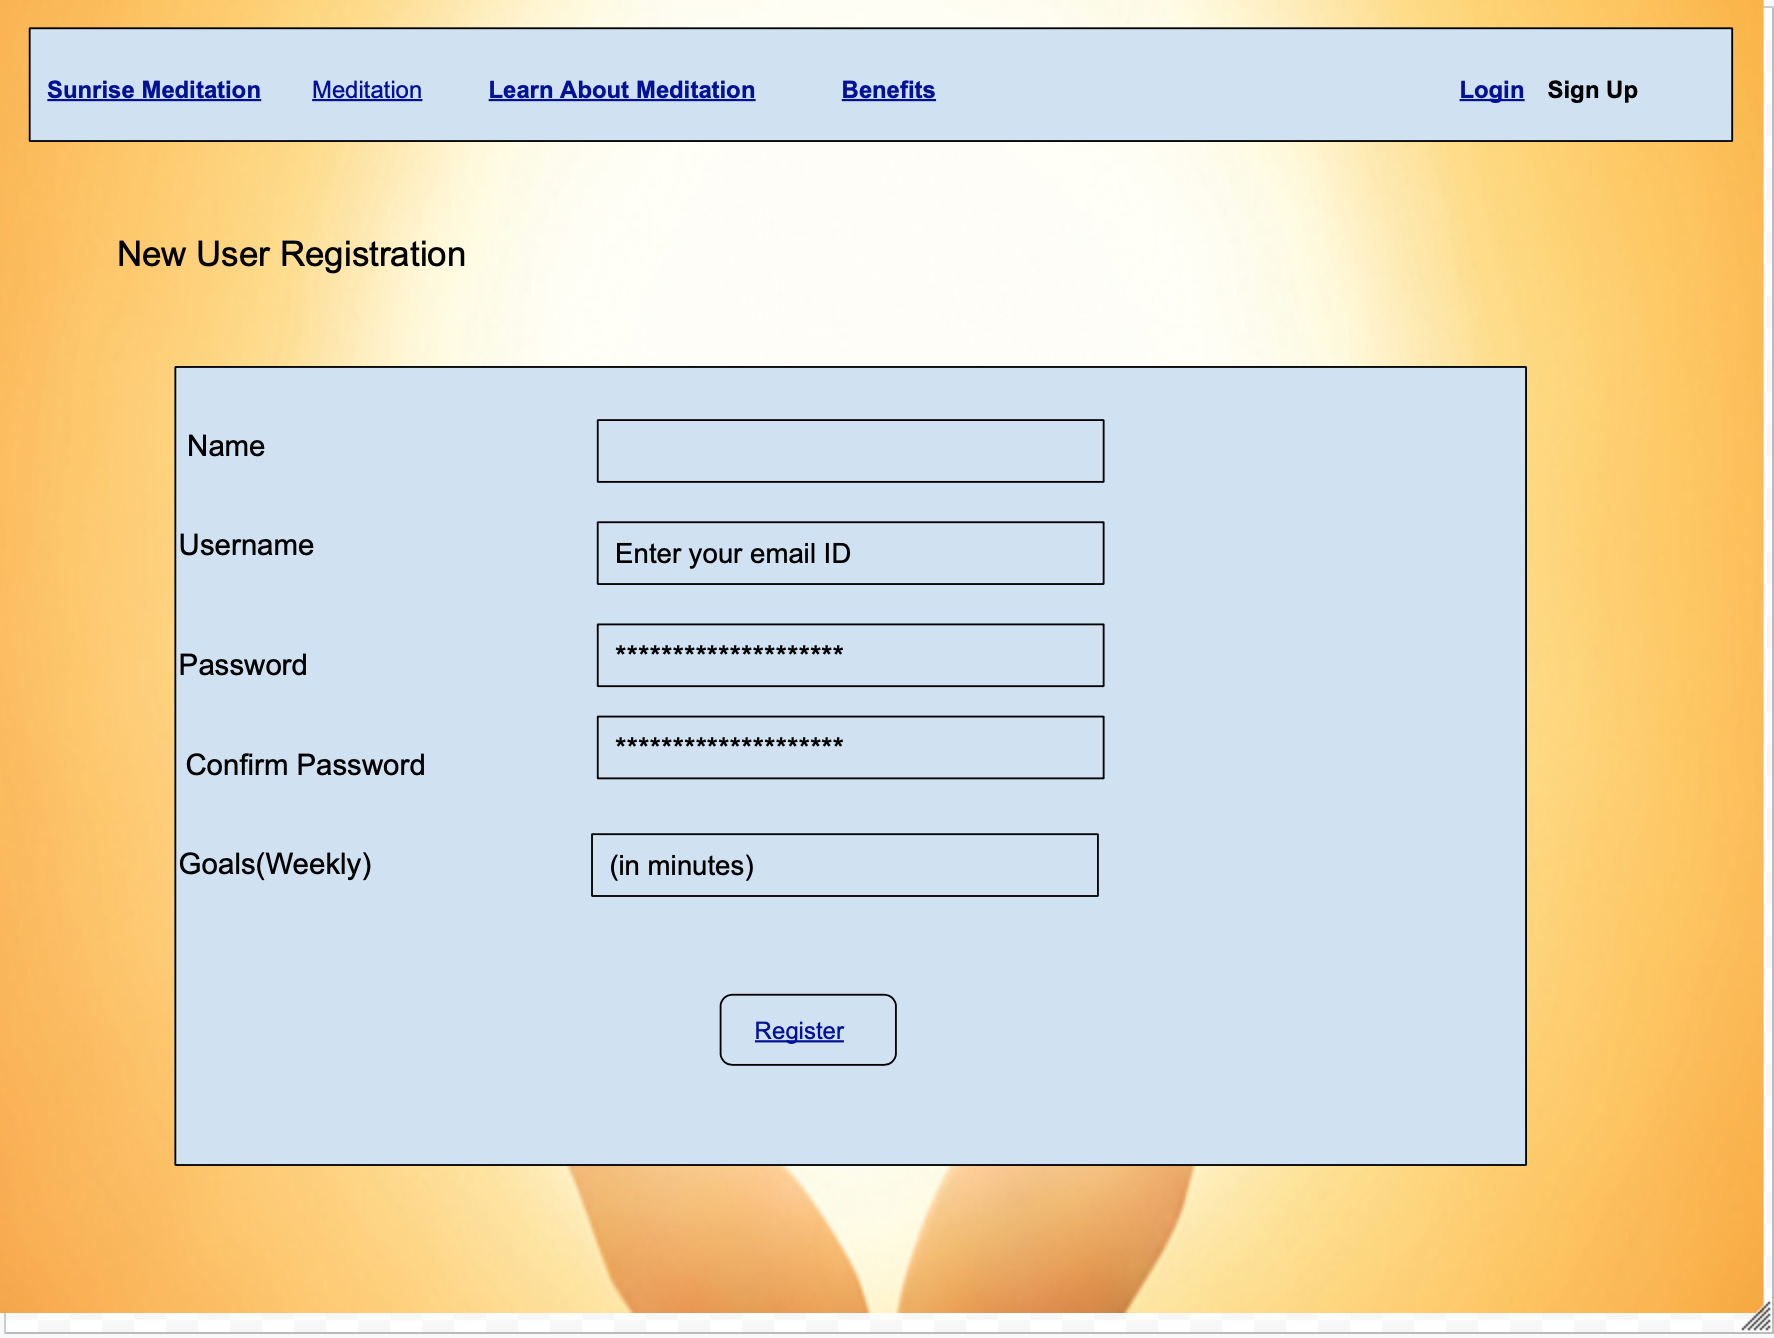 Sunrise Meditation Meditation Learn About Meditation Benefits Login Sign Up
New User Registration
Name
Username Enter your email ID
Password ********************
Confirm Password ********************
Goals(Weekly) (in minutes)
Register